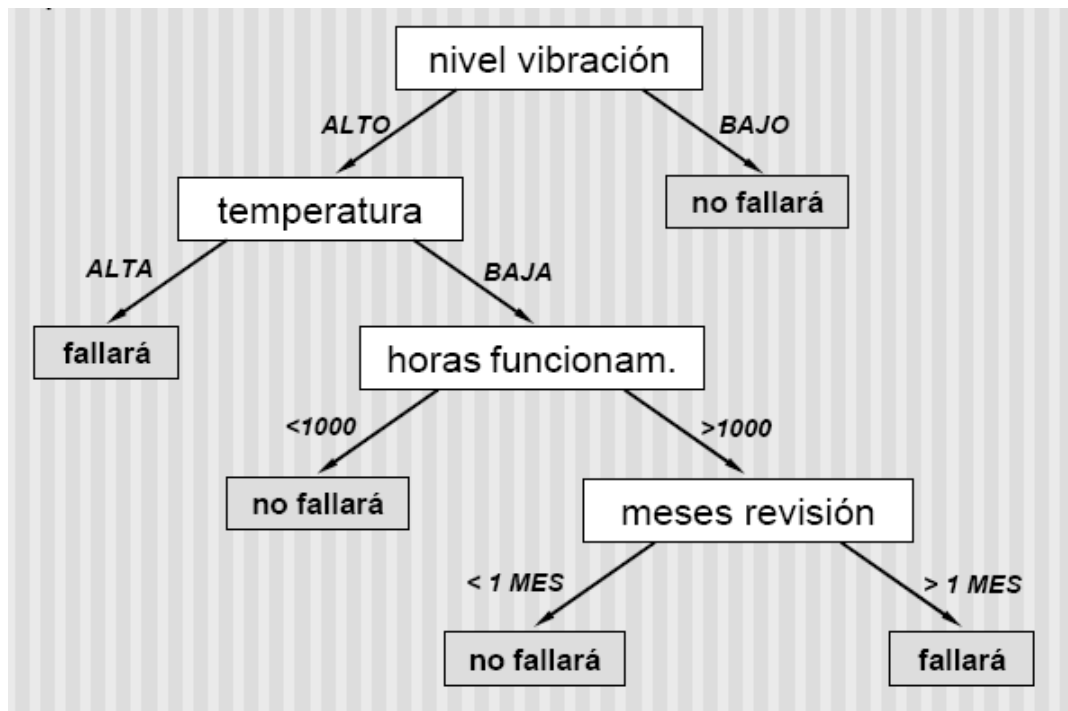 nivel vibración
ALTO
BAJO
temperatura
no fallará
ALTA
BAJA
fallará
horas funcionam.
<1000
>1000
no fallará
meses revisión
< 1 MES
> 1 MES
no fallará
fallará